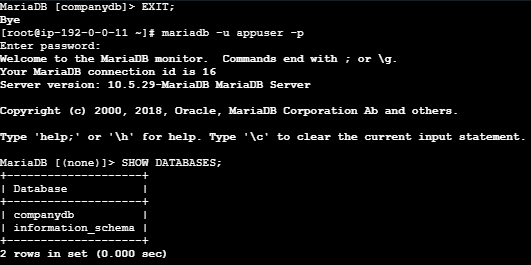 MariaDB [companydb]> EXIT;
Bye
[root@ip-192-0-0-11 ~]# mariadb -u appuser -p
Enter password:
Welcome to the MariaDB monitor.  Commands end with ; or \g.
Your MariaDB connection id is 16
Server version: 10.5.29-MariaDB MariaDB Server

Copyright (c) 2000, 2018, Oracle, MariaDB Corporation Ab and others.

Type 'help;' or '\h' for help. Type '\c' to clear the current input statement.

MariaDB [(none)]> SHOW DATABASES;
+--------------------+
| Database           |
+--------------------+
| companydb          |
| information_schema |
+--------------------+
2 rows in set (0.000 sec)